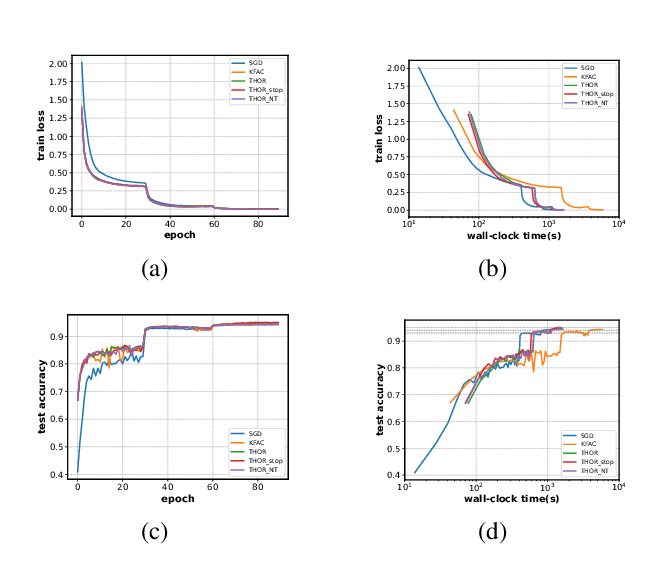 2.00
1.75
1.50
1.25
1.00
0.75
0.50
0.25
0.00
train loss
0 20 40 60 80
epoch
SGD
KFAC
THOR
THOR_stop
THOR_NT
(a)
2.00
1.75
1.50
1.25
1.00
0.75
0.50
0.25
0.00
train loss
10¹ 10² 10³ 10⁴
wall-clock time(s)
SGD
KFAC
THOR
THOR_stop
THOR_NT
(b)
0.9
0.8
0.7
0.6
0.5
0.4
test accuracy
0 20 40 60 80
epoch
SGD
KFAC
THOR
THOR_stop
THOR_NT
(c)
0.9
0.8
0.7
0.6
0.5
0.4
test accuracy
10¹ 10² 10³ 10⁴
wall-clock time(s)
SGD
KFAC
THOR
THOR_stop
THOR_NT
(d)